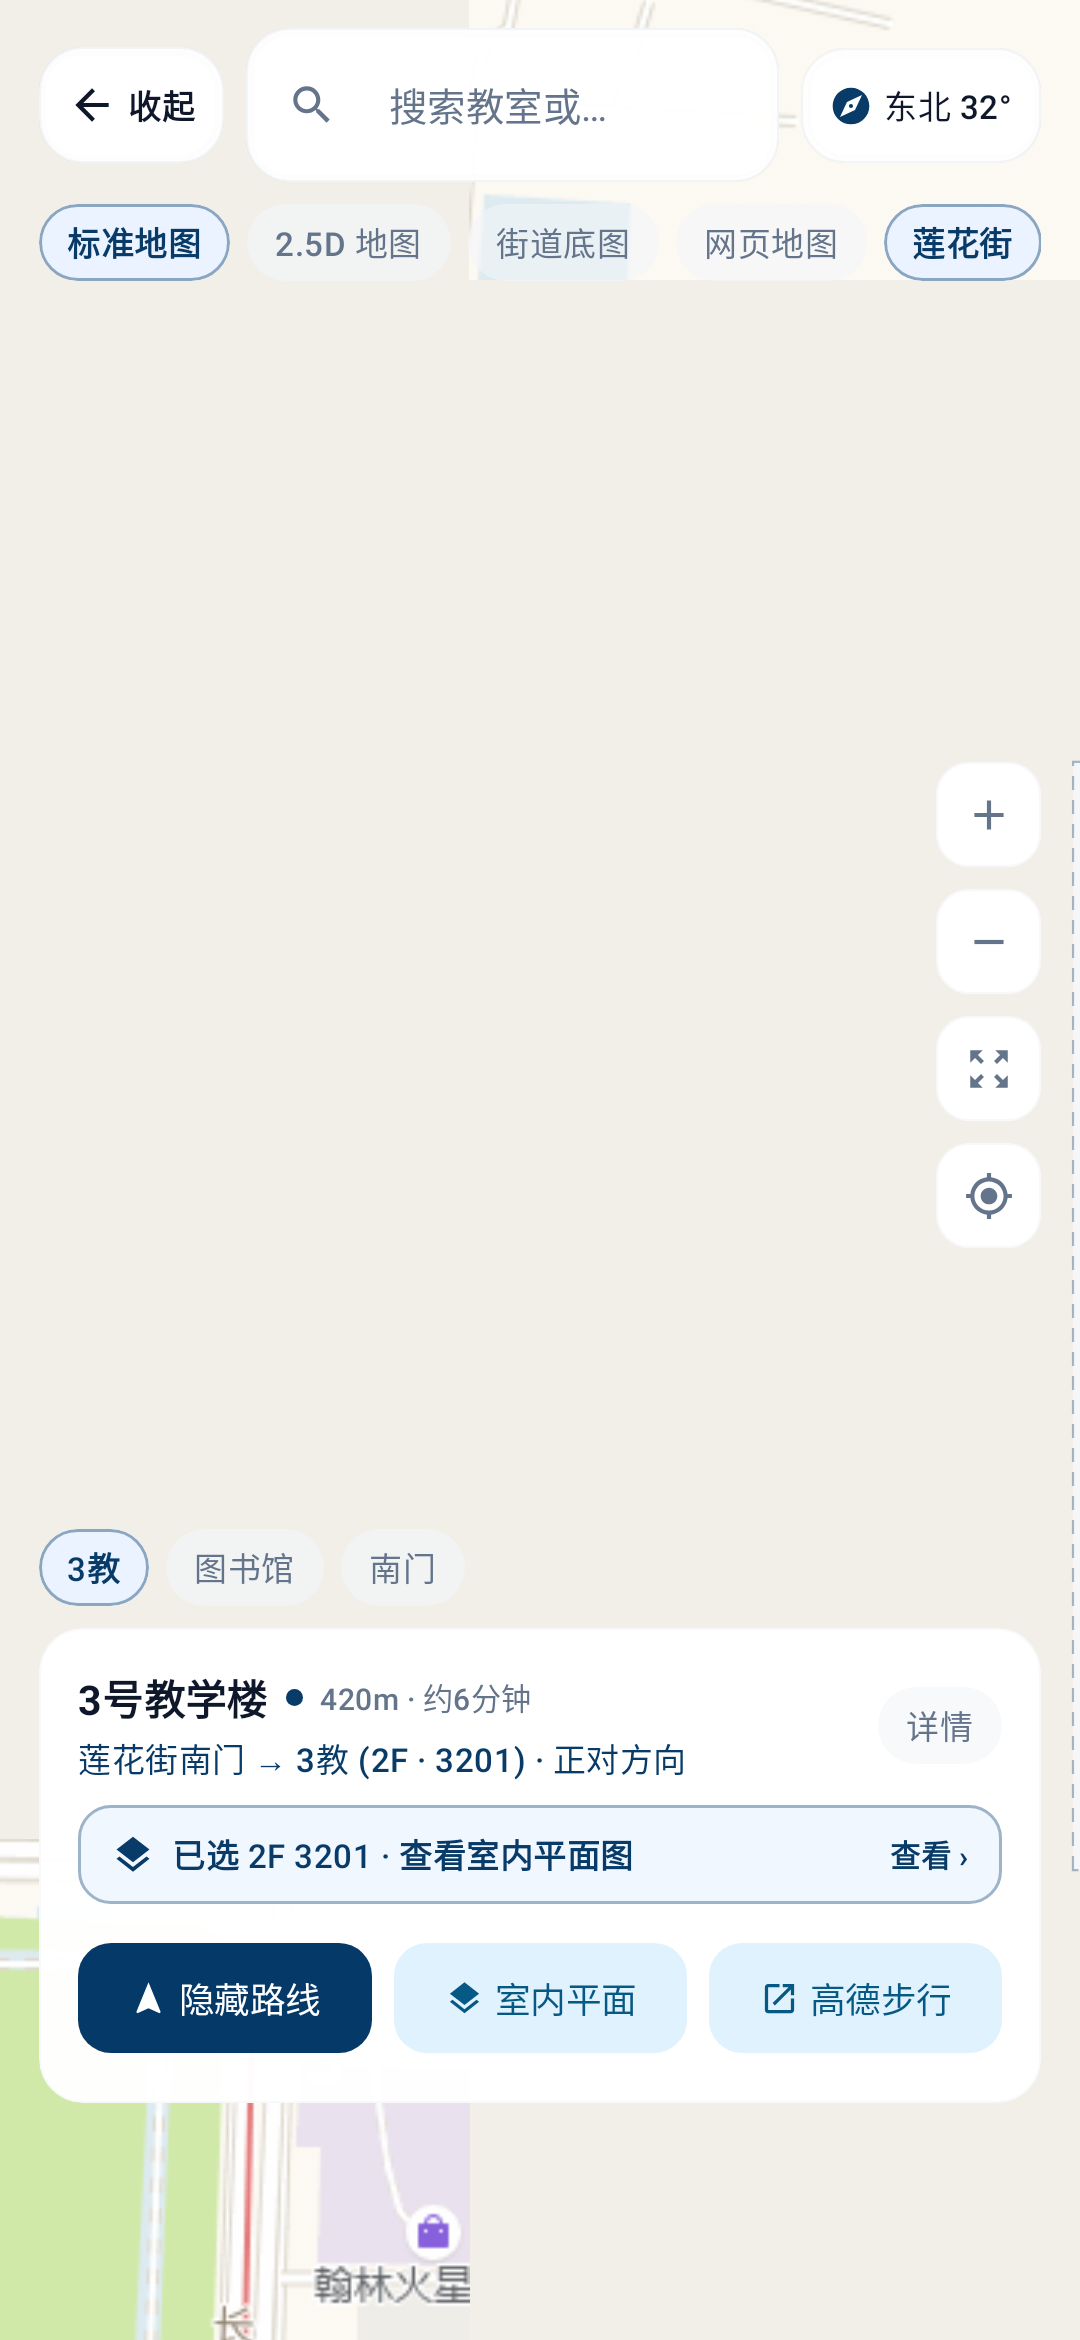 收起
搜索教室或...
东北 32°
标准地图
2.5D 地图
街道底图
网页地图
莲花街
3教
图书馆
南门
3号教学楼 ● 420m · 约6分钟
详情
莲花街南门 → 3教 (2F · 3201) · 正对方向
已选 2F 3201 · 查看室内平面图
查看 ›
隐藏路线
室内平面
高德步行
翰林火星
长